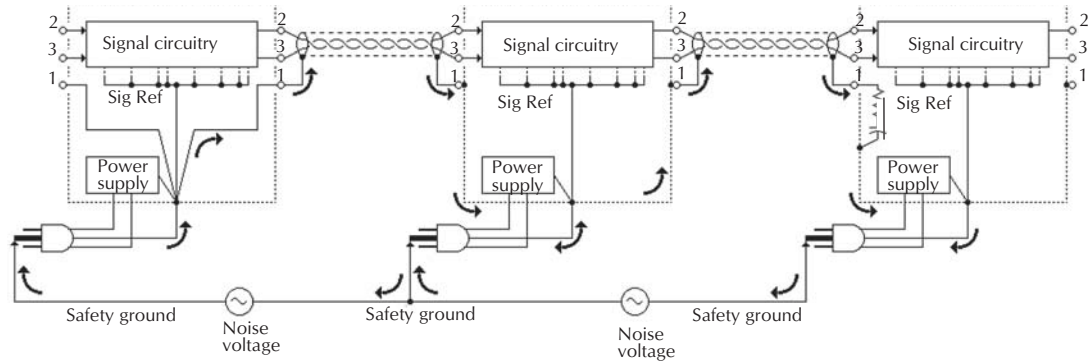 2
3
1
Signal circuitry
Sig Ref
2
3
1
Power
supply
2
3
1
Signal circuitry
Sig Ref
2
3
1
Power
supply
2
3
1
Signal circuitry
Sig Ref
2
3
1
Power
supply
Safety ground
Noise
voltage
Safety ground
Noise
voltage
Safety ground